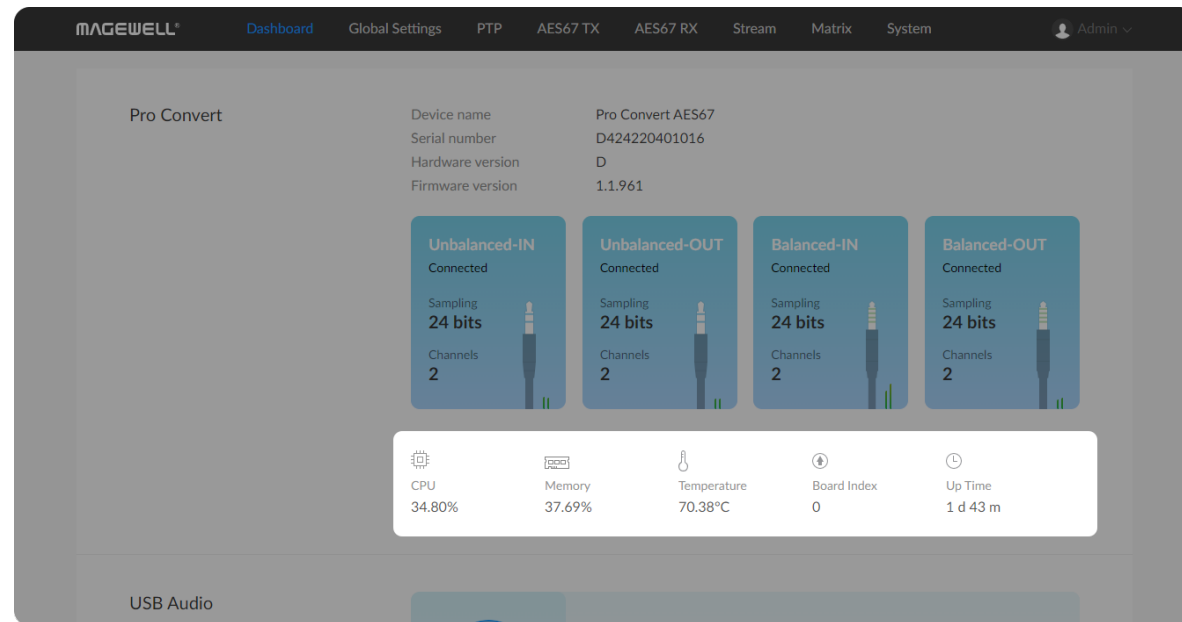 MAGEWELL® Dashboard Global Settings PTP AES67 TX AES67 RX Stream Matrix System Admin
Pro Convert
Device name Pro Convert AES67
Serial number D424220401016
Hardware version D
Firmware version 1.1.961
Unbalanced-IN
Connected
Sampling
24 bits
Channels
2
Unbalanced-OUT
Connected
Sampling
24 bits
Channels
2
Balanced-IN
Connected
Sampling
24 bits
Channels
2
Balanced-OUT
Connected
Sampling
24 bits
Channels
2
CPU
34.80%
Memory
37.69%
Temperature
70.38°C
Board Index
0
Up Time
1 d 43 m
USB Audio